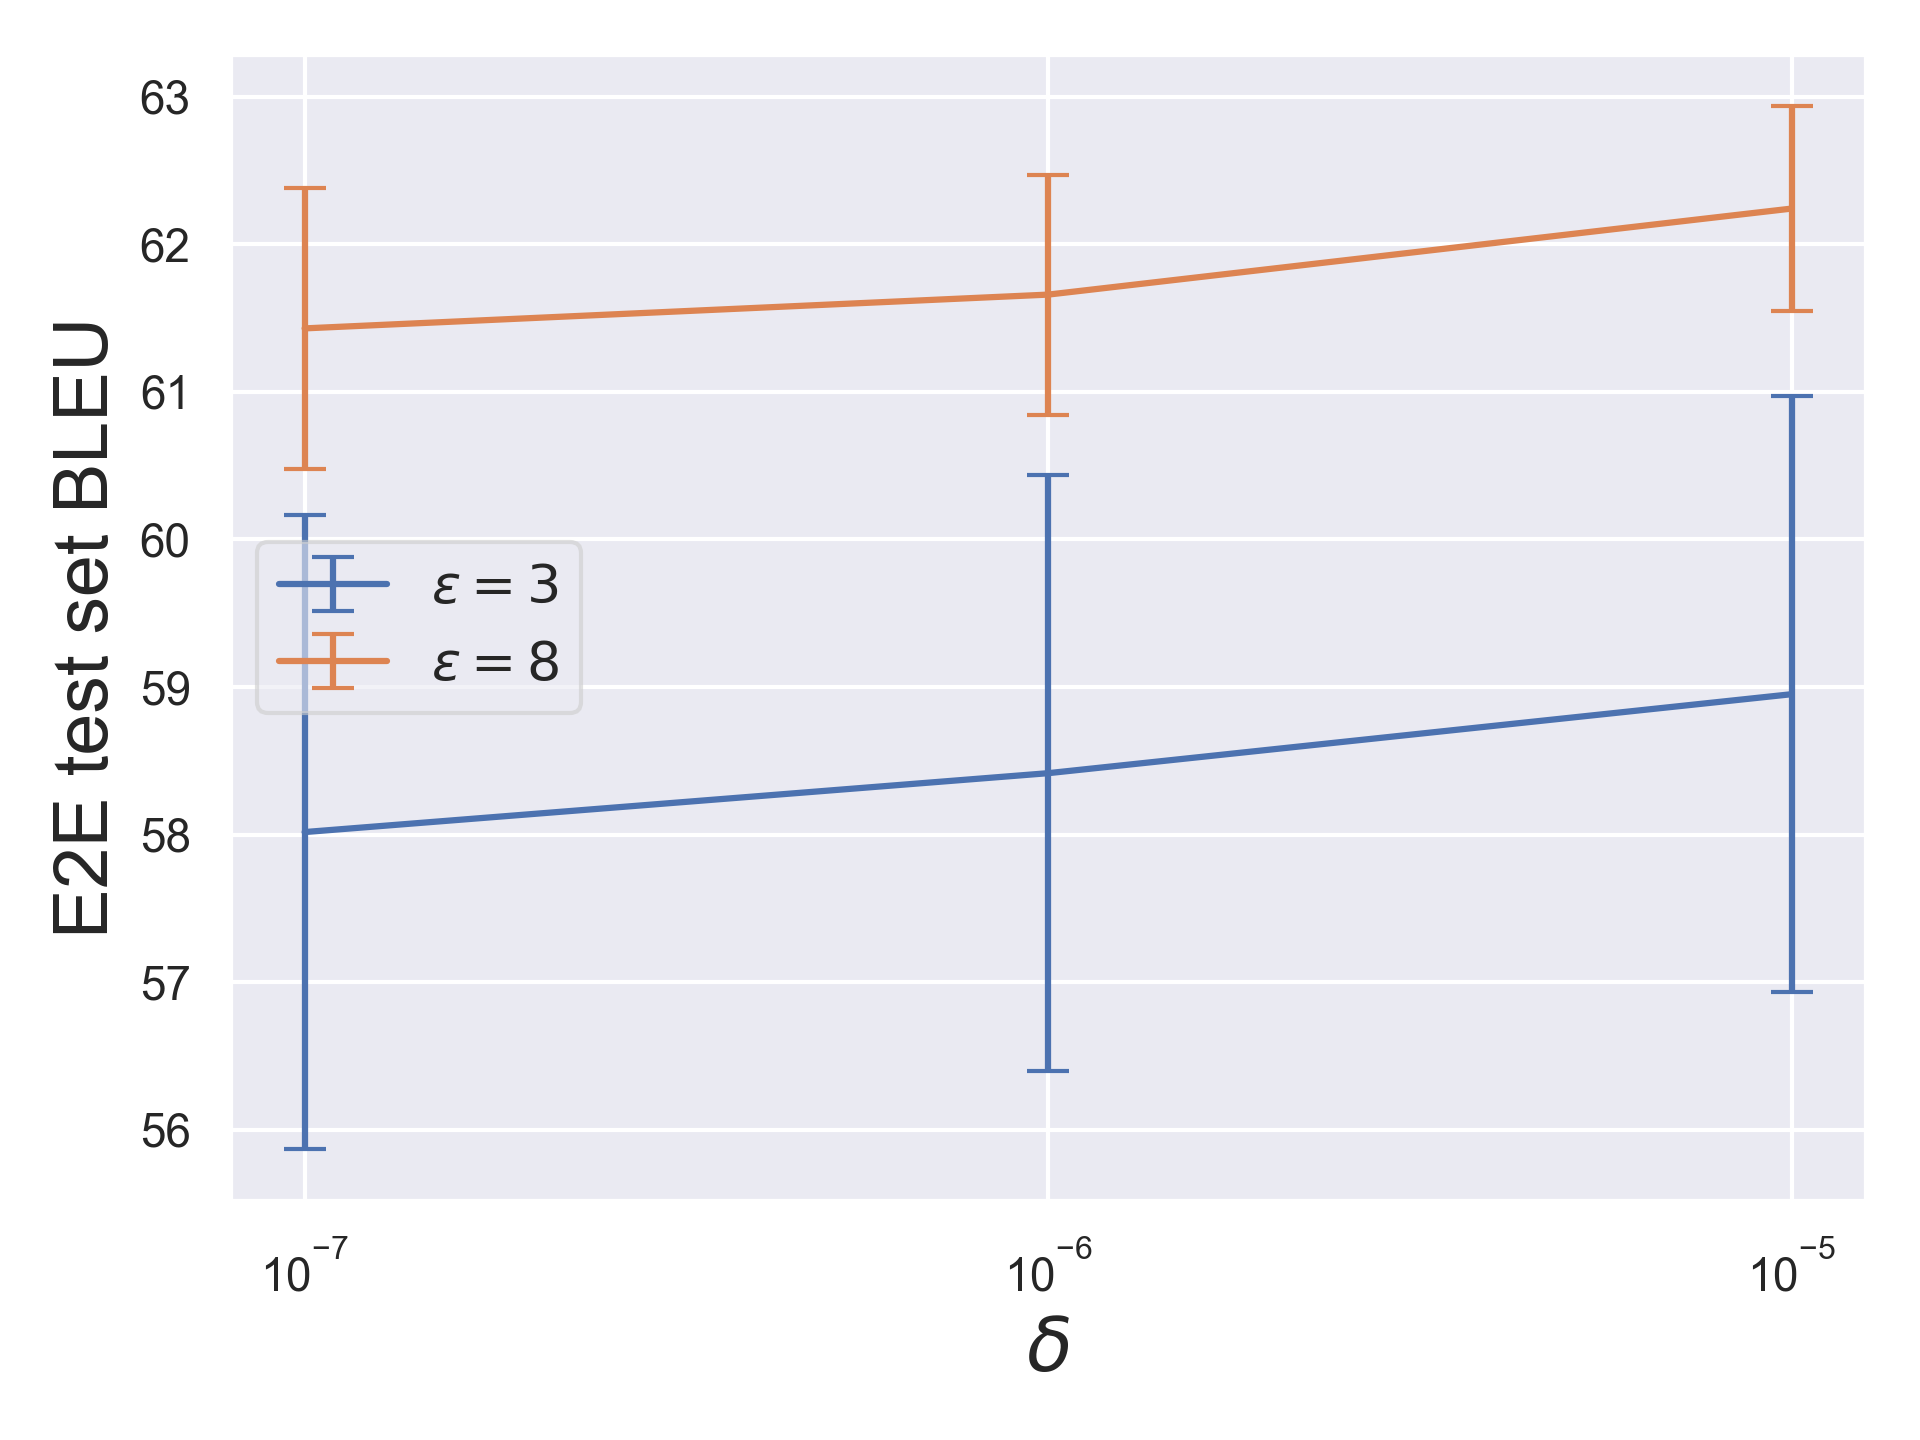 E2E test set BLEU
63
62
61
60
59
58
57
56
ε = 3
ε = 8
10⁻⁷ 10⁻⁶ 10⁻⁵
δ